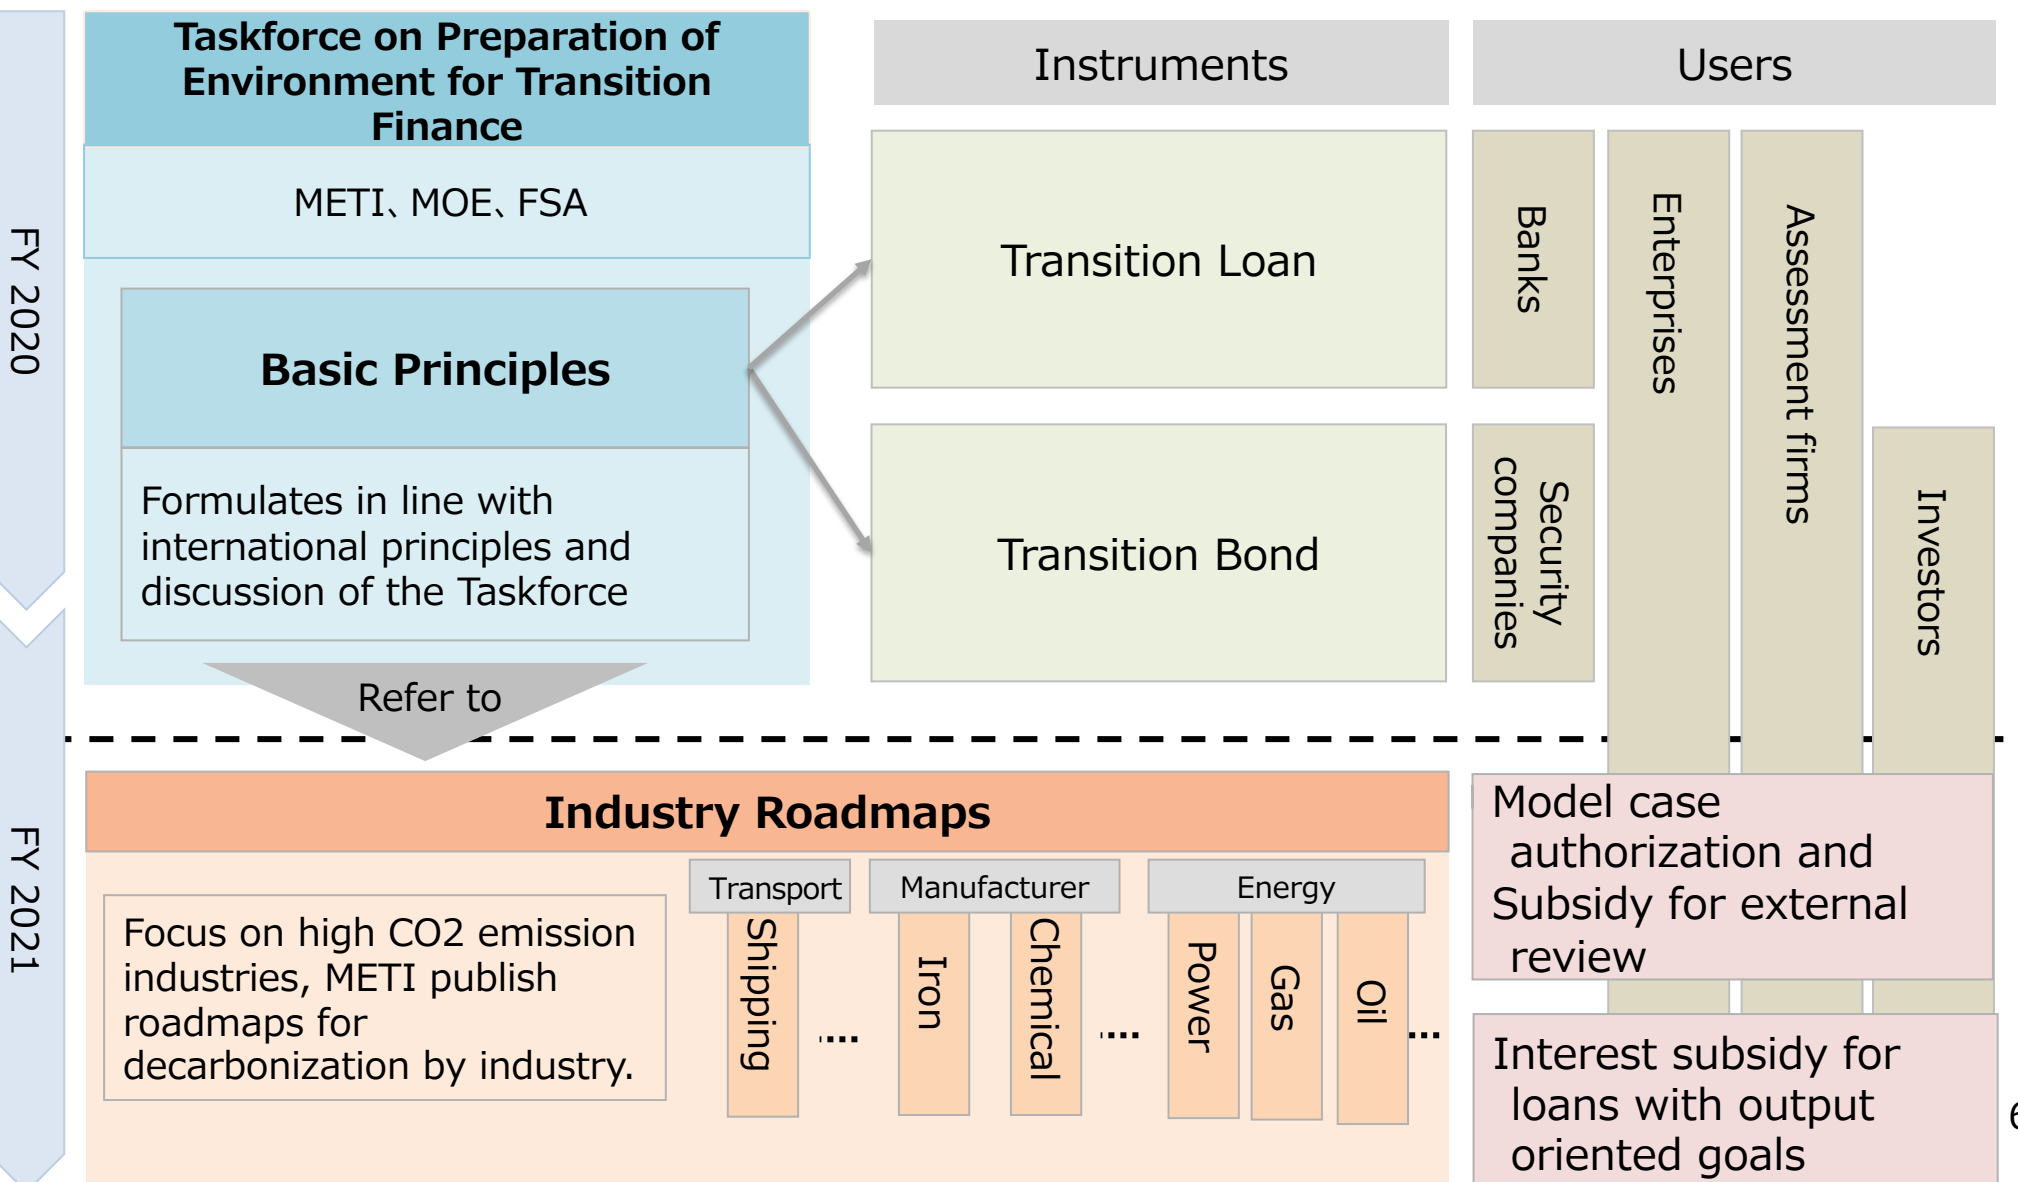 FY 2020
Taskforce on Preparation of
Environment for Transition
Finance
METI、MOE、FSA
Basic Principles
Formulates in line with
international principles and
discussion of the Taskforce
Refer to
Instruments
Transition Loan
Transition Bond
Users
Banks
Security
companies
Enterprises
Assessment firms
Investors
FY 2021
Industry Roadmaps
Focus on high CO2 emission
industries, METI publish
roadmaps for
decarbonization by industry.
Transport
Shipping
....
Manufacturer
Iron
Chemical
....
Energy
Power
Gas
Oil
...
Model case
authorization and
Subsidy for external
review
Interest subsidy for
loans with output
oriented goals